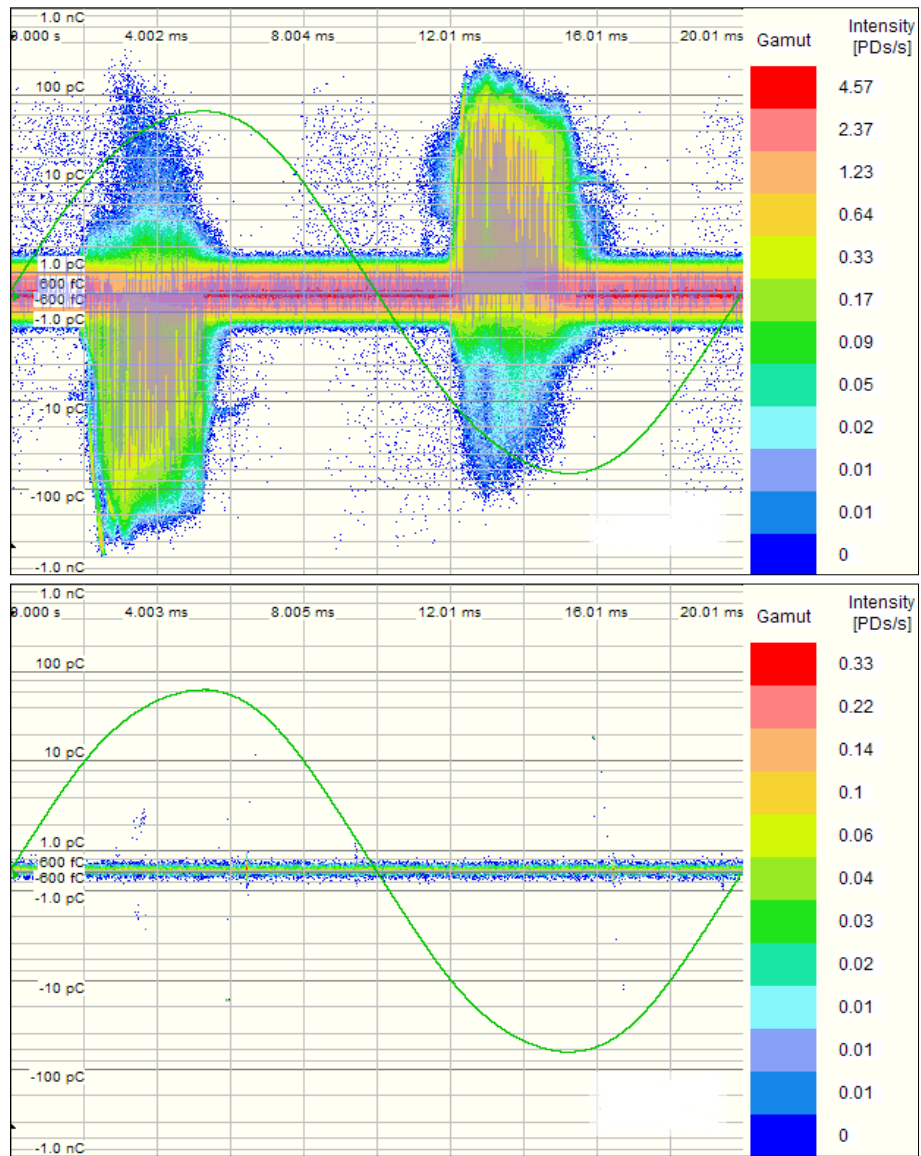 1.0 nC
0.000 s 4.002 ms 8.004 ms 12.01 ms 16.01 ms 20.01 ms
100 pC
10 pC
1.0 pC
600 fC
-600 fC
-1.0 pC
-10 pC
-100 pC
-1.0 nC
Gamut Intensity
[PDs/s]
4.57
2.37
1.23
0.64
0.33
0.17
0.09
0.05
0.02
0.01
0.01
0
1.0 nC
0.000 s 4.003 ms 8.005 ms 12.01 ms 16.01 ms 20.01 ms
100 pC
10 pC
1.0 pC
600 fC
-600 fC
-1.0 pC
-10 pC
-100 pC
-1.0 nC
Gamut Intensity
[PDs/s]
0.33
0.22
0.14
0.1
0.06
0.04
0.03
0.02
0.01
0.01
0.01
0